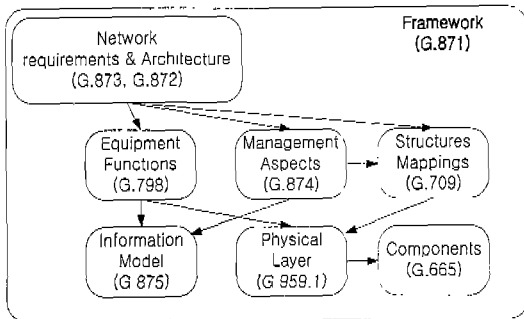 Framework
(G.871)
Network
requirements & Architecture
(G.873, G.872)
Equipment
Functions
(G.798)
Management
Aspects
(G.874)
Structures
Mappings
(G.709)
Information
Model
(G 875)
Physical
Layer
(G 959.1)
Components
(G.665)